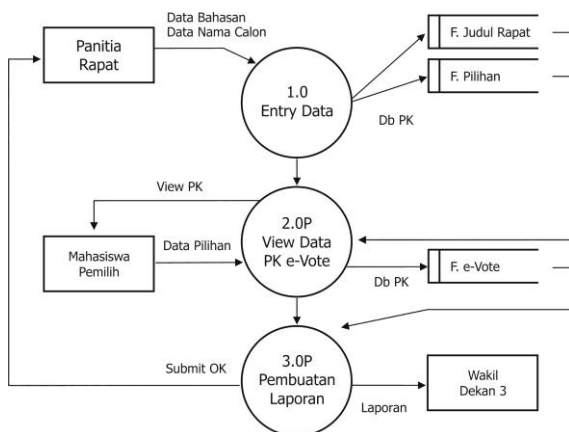 Data Bahasan
Data Nama Calon
Panitia
Rapat
F. Judul Rapat
F. Pilihan
1.0
Entry Data
Db PK
View PK
2.0P
View Data
PK e-Vote
Mahasiswa
Pemilih
Data Pilihan
F. e-Vote
Db PK
3.0P
Pembuatan
Laporan
Submit OK
Laporan
Wakil
Dekan 3